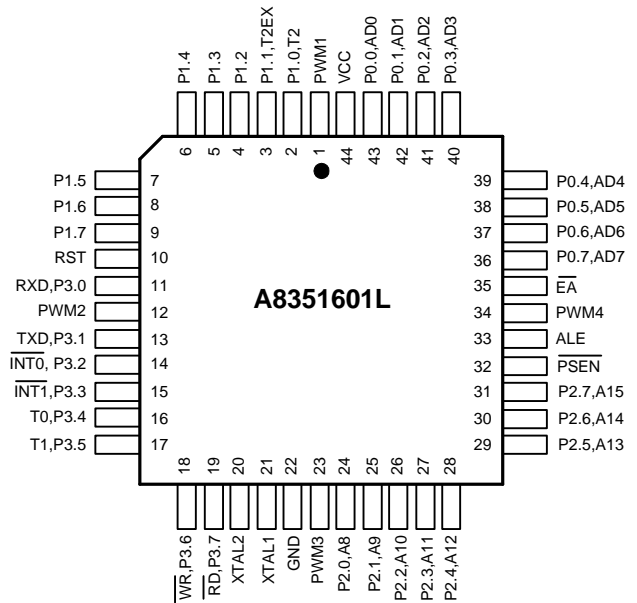 P1.4
P1.3
P1.2
P1.1,T2EX
P1.0,T2
PWM1
VCC
P0.0,AD0
P0.1,AD1
P0.2,AD2
P0.3,AD3
6
5
4
3
2
1
44
43
42
41
40
P1.5
7
P1.6
8
P1.7
9
RST
10
RXD,P3.0
11
PWM2
12
TXD,P3.1
13
INT0, P3.2
14
INT1,P3.3
15
T0,P3.4
16
T1,P3.5
17
A8351601L
39
P0.4,AD4
38
P0.5,AD5
37
P0.6,AD6
36
P0.7,AD7
35
EA
34
PWM4
33
ALE
32
PSEN
31
P2.7,A15
30
P2.6,A14
29
P2.5,A13
18
19
20
21
22
23
24
25
26
27
28
WR,P3.6
RD,P3.7
XTAL2
XTAL1
GND
PWM3
P2.0,A8
P2.1,A9
P2.2,A10
P2.3,A11
P2.4,A12